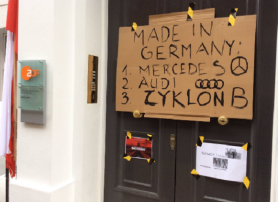 MADE IN
GERMANY:
1. MERCEDES
2. AUDI
3. ZYKLON B